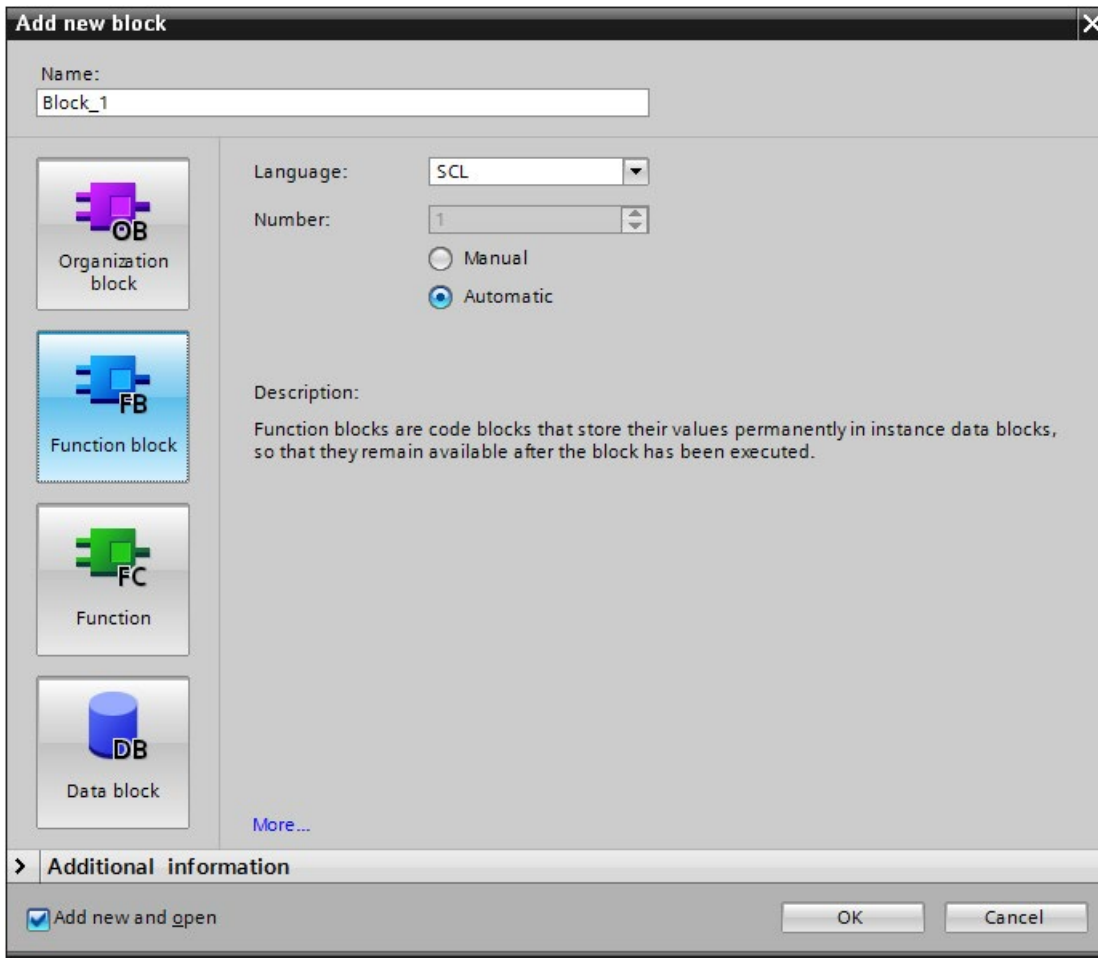 Add new block
Name:
Block_1
OB
Organization
block
FB
Function block
FC
Function
DB
Data block
Language:
SCL
Number:
1
Manual
Automatic
Description:
Function blocks are code blocks that store their values permanently in instance data blocks,
so that they remain available after the block has been executed.
More...
Additional information
Add new and open
OK
Cancel